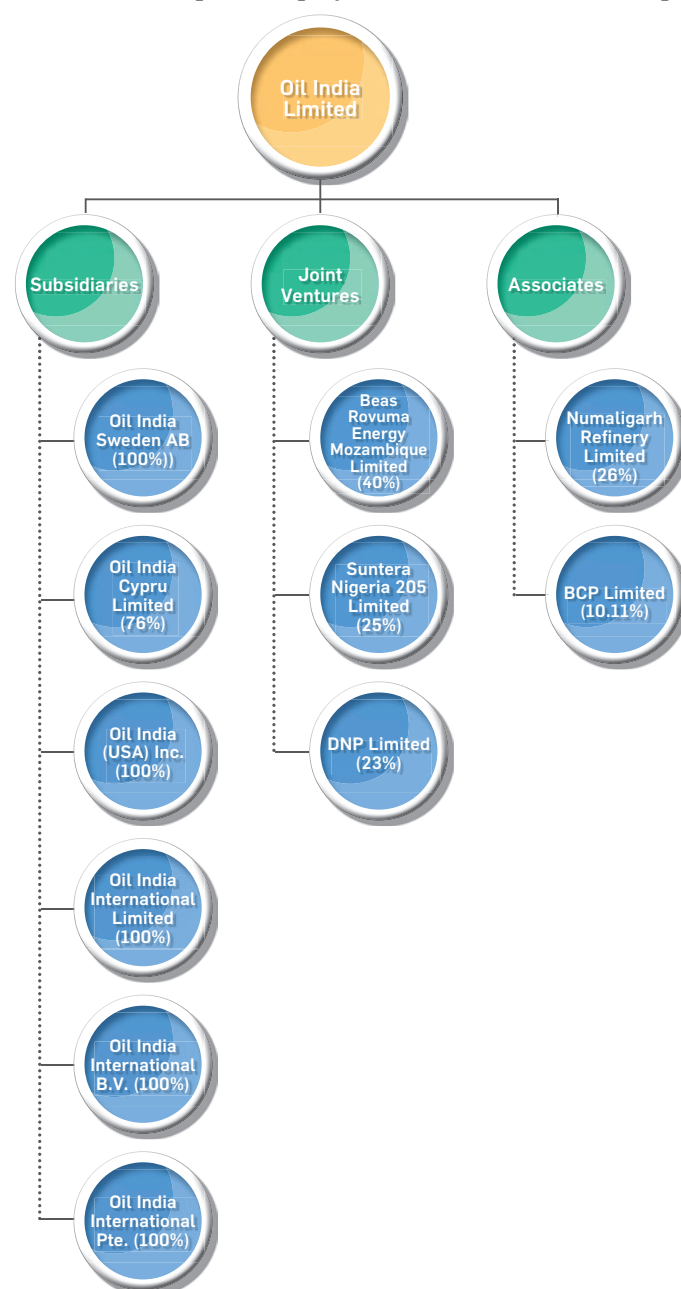 Oil India
Limited
Subsidiaries
Joint
Ventures
Associates
Oil India
Sweden AB
(100%))
Oil India
Cypru
Limited
(76%)
Oil India
(USA) Inc.
(100%)
Oil India
International
Limited
(100%)
Oil India
International
B.V. (100%)
Oil India
International
Pte. (100%)
Beas
Rovuma
Energy
Mozambique
Limited
(40%)
Suntera
Nigeria 205
Limited
(25%)
DNP Limited
(23%)
Numaligarh
Refinery
Limited
(26%)
BCP Limited
(10.11%)